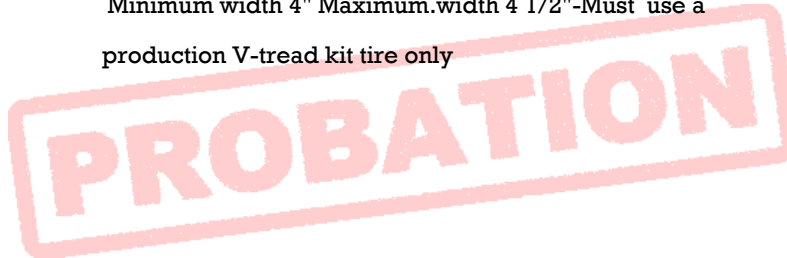 Minimum width 4" Maximum.width 4 1/2"-Must use a
production V-tread kit tire only
PROBATION